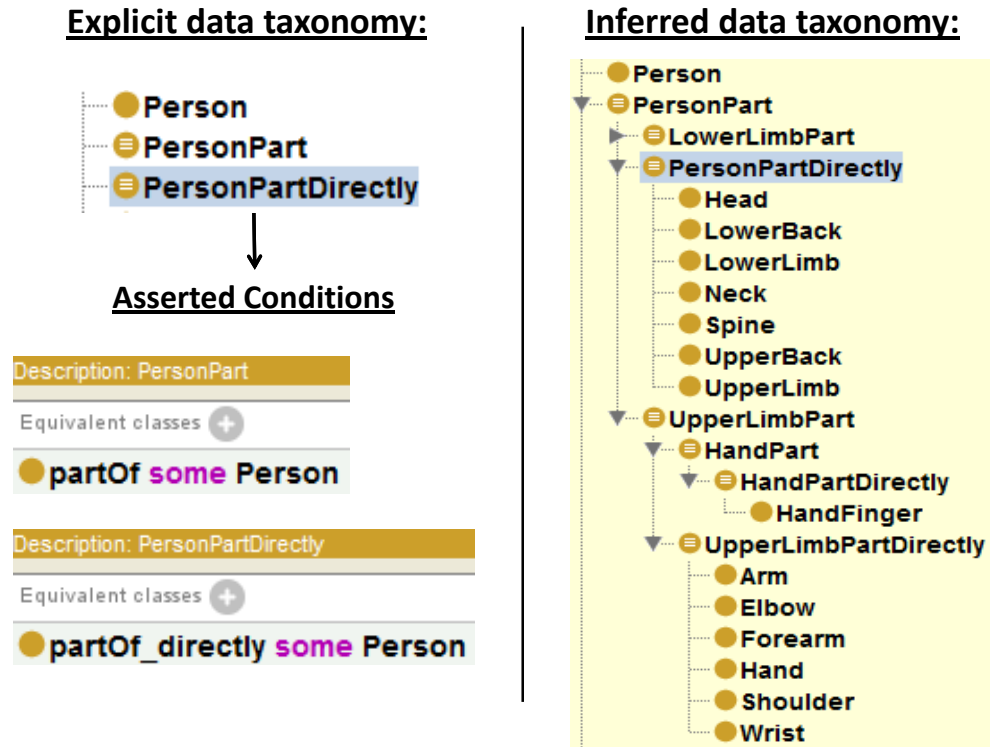 Explicit data taxonomy:
Person
PersonPart
PersonPartDirectly
Asserted Conditions
Description: PersonPart
Equivalent classes
partOf some Person
Description: PersonPartDirectly
Equivalent classes
partOf_directly some Person
Inferred data taxonomy:
Person
PersonPart
LowerLimbPart
PersonPartDirectly
Head
LowerBack
LowerLimb
Neck
Spine
UpperBack
UpperLimb
UpperLimbPart
HandPart
HandPartDirectly
HandFinger
UpperLimbPartDirectly
Arm
Elbow
Forearm
Hand
Shoulder
Wrist